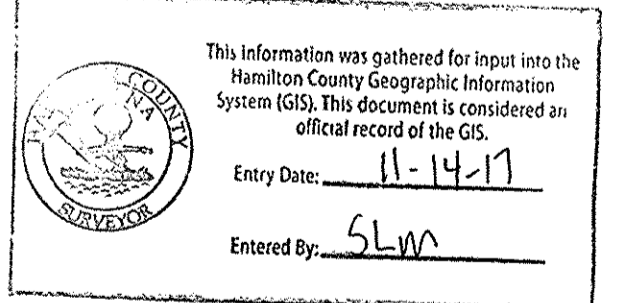 COUNTY
NA
SURVEYOR
This information was gathered for input into the
Hamilton County Geographic Information
System (GIS). This document is considered an
official record of the GIS.
Entry Date: 11-14-17
Entered By: SLM